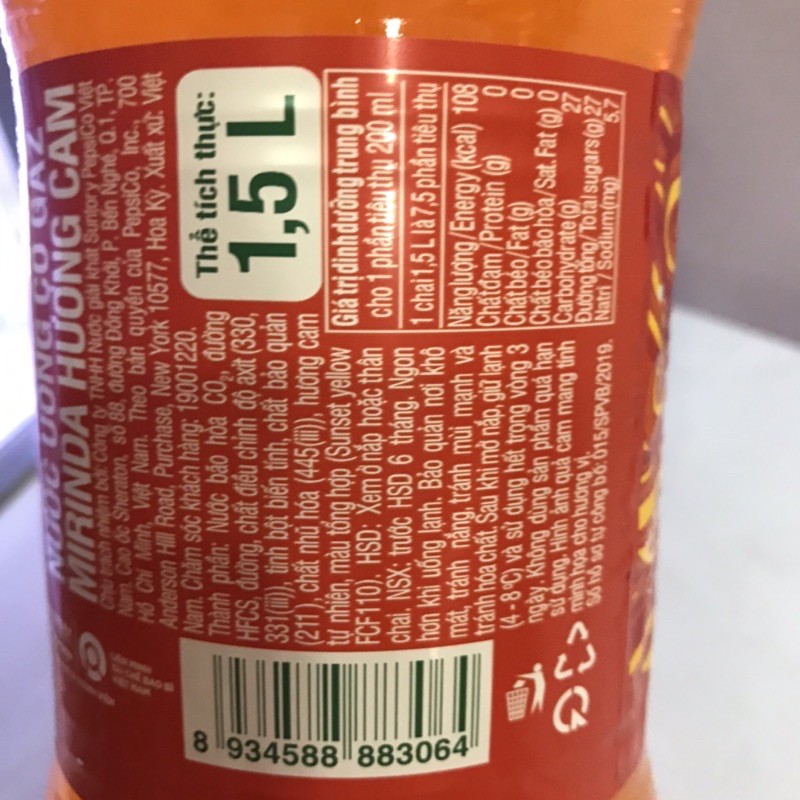 NƯỚC UỐNG CÓ GAZ
MIRINDA HƯƠNG CAM
Chịu trách nhiệm bởi: Công ty TNHH Nước giải khát Suntory PepsiCo Việt
Nam. Cao ốc Sheraton, số 88, đường Đồng Khởi, P. Bến Nghé, Q.1, TP.
Hồ Chí Minh, Việt Nam. Theo bản quyền của PepsiCo, Inc., 700
Anderson Hill Road, Purchase, New York 10577, Hoa Kỳ. Xuất xứ: Việt
Nam. Chăm sóc khách hàng: 19001220.
Thành phần: Nước bão hòa CO2, đường
HFCS, đường, chất điều chỉnh độ axit (330,
331(iii)), tinh bột biến tính, chất bảo quản
(211), chất nhũ hóa (445(iii)), hương cam
tự nhiên, màu tổng hợp (Sunset yellow
FCF110). HSD: Xem ở nắp hoặc thân
chai, NSX: trước HSD 6 tháng. Ngon
hơn khi uống lạnh. Bảo quản nơi khô
mát, tránh nắng, tránh mùi mạnh và
tránh hóa chất. Sau khi mở nắp, giữ lạnh
(4 - 8°C) và sử dụng hết trong vòng 3
ngày. Không dùng sản phẩm quá hạn
sử dụng. Hình ảnh quả cam mang tính
minh họa cho hương vị.
Số hồ sơ tự công bố: 015/SPVB/2019.
Thể tích thực:
1,5 L
Giá trị dinh dưỡng trung bình
cho 1 phần tiêu thụ 200 ml
1 chai 1,5 L là 7.5 phần tiêu thụ
Năng lượng / Energy (kcal) 108
Chất đạm / Protein (g) 0
Chất béo / Fat (g) 0
Chất béo bão hòa / Sat. Fat (g) 0
Carbohydrate (g) 27
Đường tổng / Total sugars (g) 27
Natri / Sodium (mg) 5,7
LIÊN MINH
TÁI CHẾ BAO BÌ
VIỆT NAM
8 934588 883064